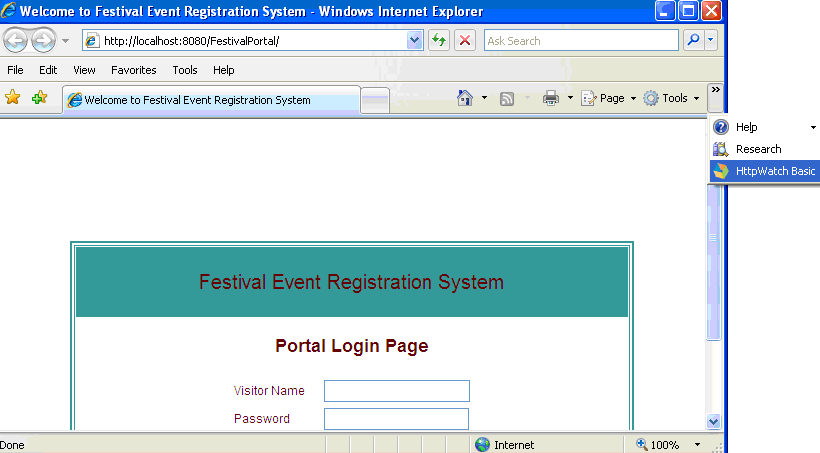 Welcome to Festival Event Registration System - Windows Internet Explorer
http://localhost:8080/FestivalPortal/
Ask Search
File Edit View Favorites Tools Help
Welcome to Festival Event Registration System
Page Tools »
Help
Research
HttpWatch Basic
Festival Event Registration System
Portal Login Page
Visitor Name
Password
Done Internet 100%